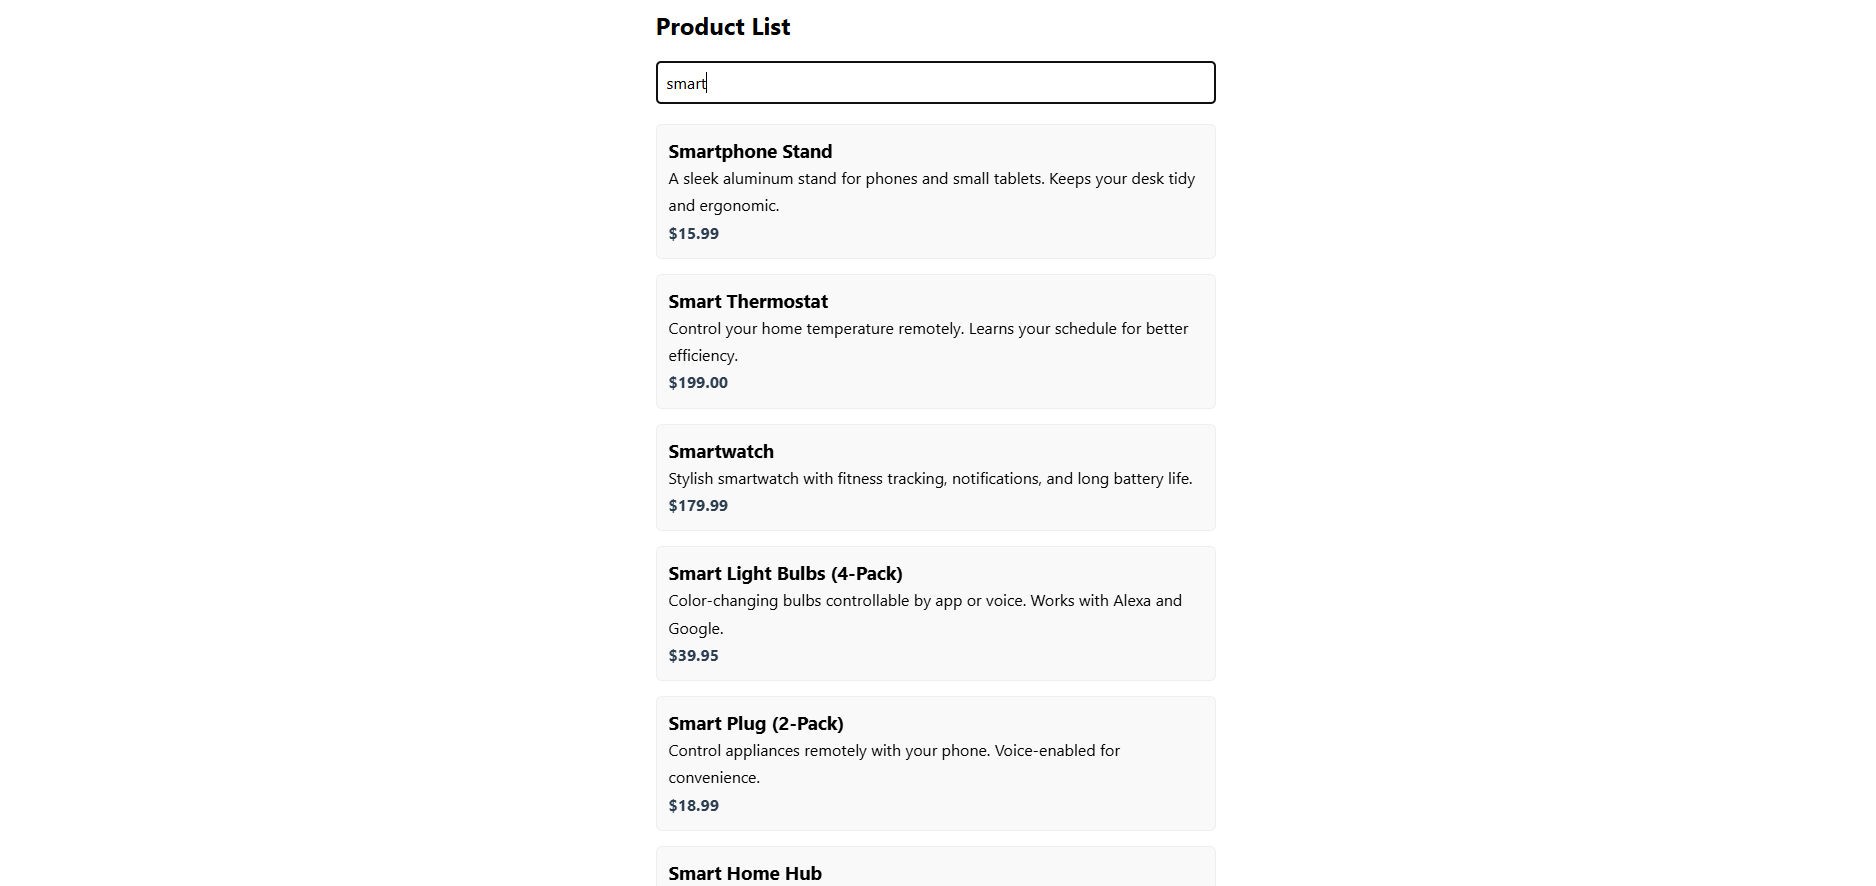 Product List
smart
Smartphone Stand
A sleek aluminum stand for phones and small tablets. Keeps your desk tidy
and ergonomic.
$15.99
Smart Thermostat
Control your home temperature remotely. Learns your schedule for better
efficiency.
$199.00
Smartwatch
Stylish smartwatch with fitness tracking, notifications, and long battery life.
$179.99
Smart Light Bulbs (4-Pack)
Color-changing bulbs controllable by app or voice. Works with Alexa and
Google.
$39.95
Smart Plug (2-Pack)
Control appliances remotely with your phone. Voice-enabled for
convenience.
$18.99
Smart Home Hub